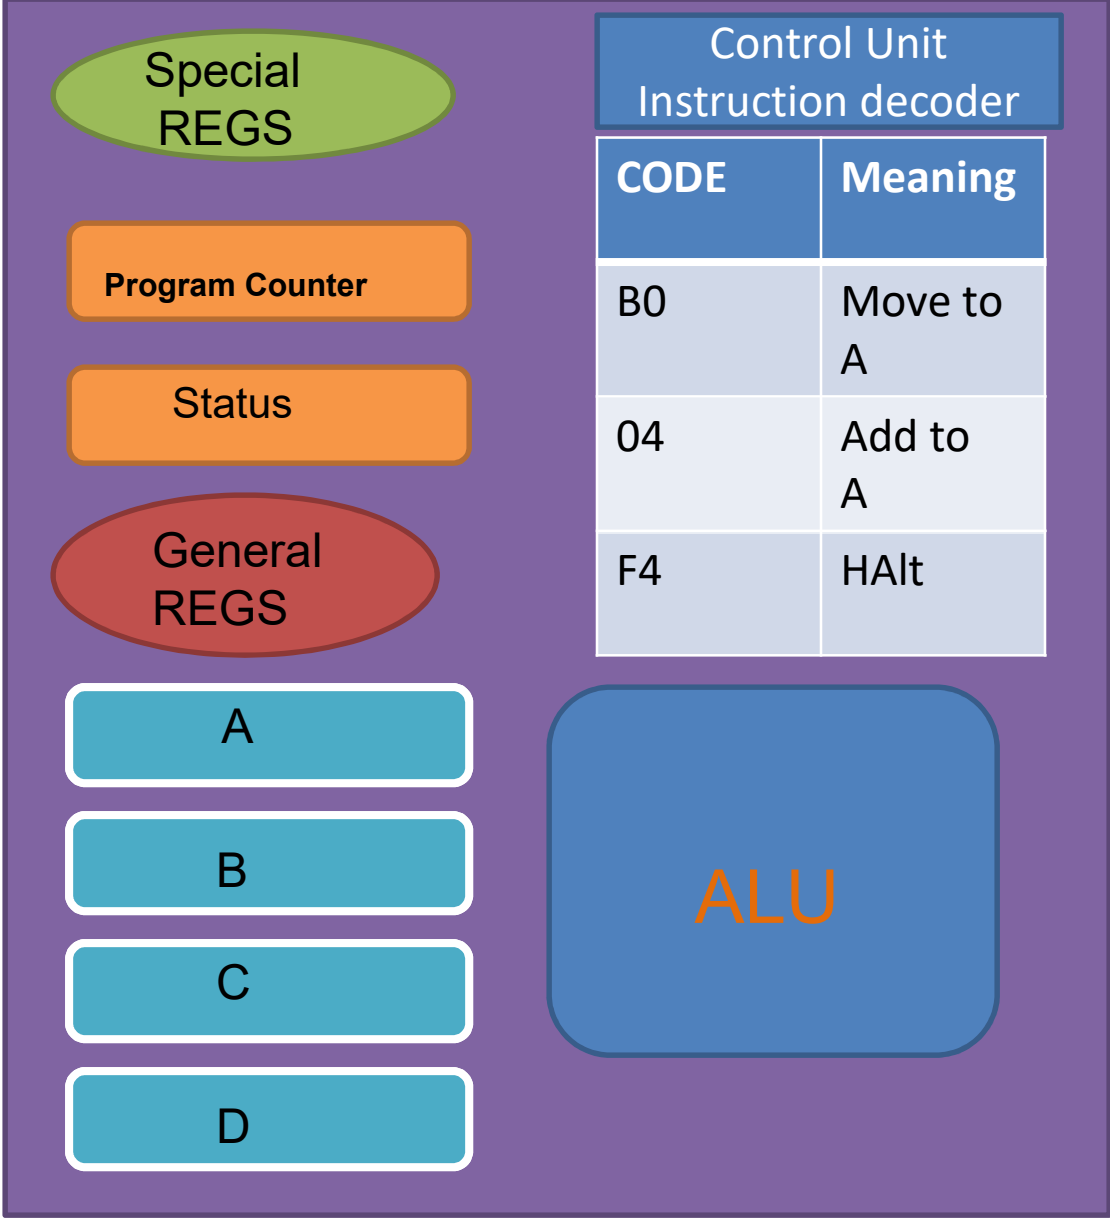 Special
REGS
Program Counter
Status
General
REGS
A
B
C
D
Control Unit
Instruction decoder
CODE Meaning
B0 Move to
A
04 Add to
A
F4 HAlt
ALU